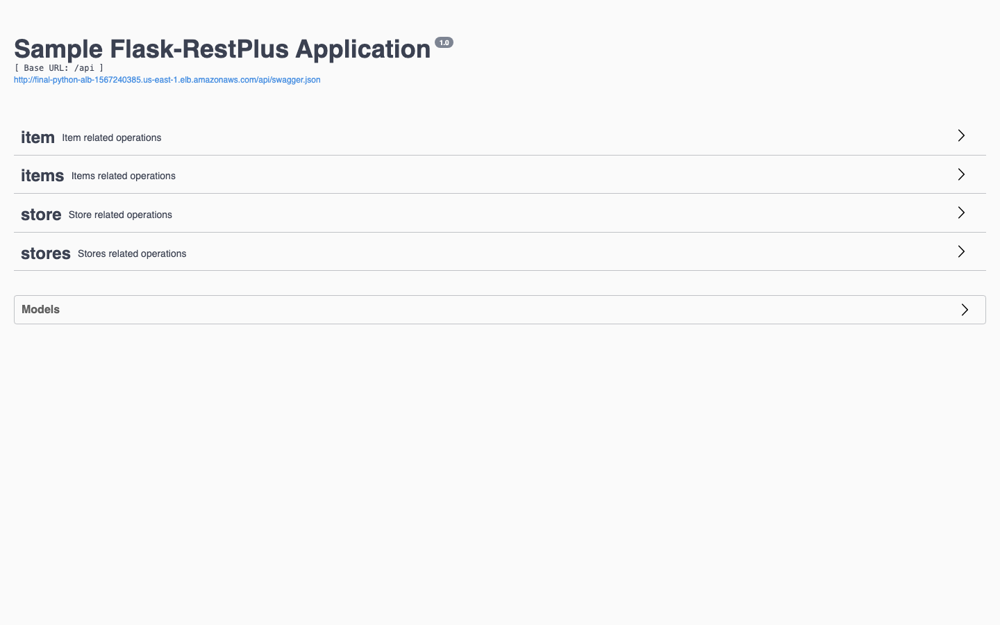 Sample Flask-RestPlus Application 1.0
[ Base URL: /api ]
http://final-python-alb-1567240385.us-east-1.elb.amazonaws.com/api/swagger.json
item Item related operations
items Items related operations
store Store related operations
stores Stores related operations
Models